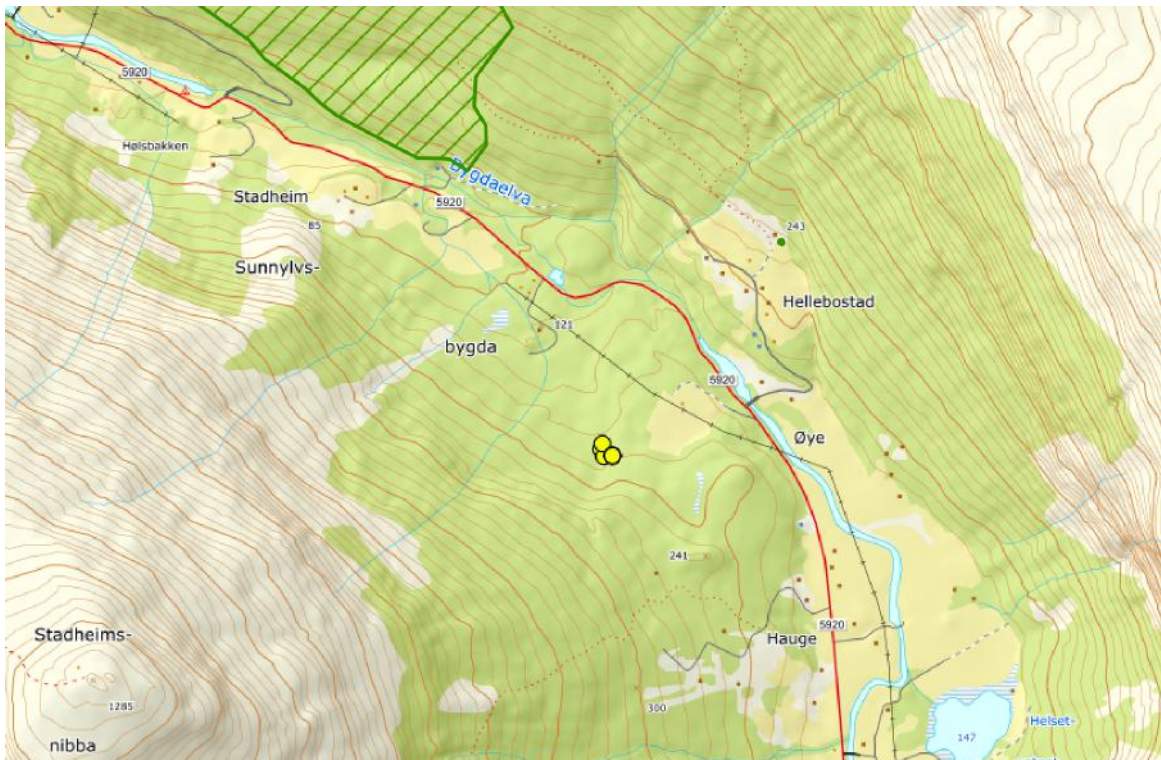 5920
Hølsbakken
Bygdaelva
Stadheim
5920
85
243
Sunnylvs-
Hellebostad
121
bygda
5920
Øye
241
Stadheims-
5920
Hauge
1285
300
Helset-
147
nibba